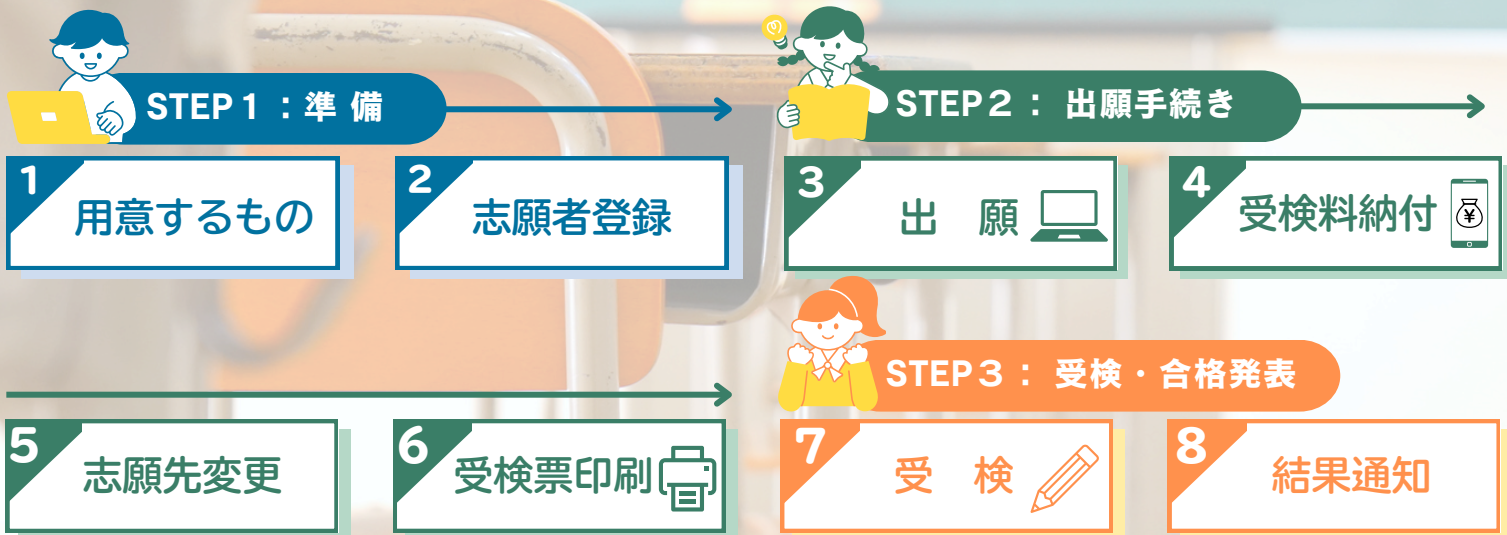 STEP１：準 備
1
用意するもの
2
志願者登録
STEP２： 出願手続き
3
出　願
4
受検料納付
¥
5
志願先変更
6
受検票印刷
STEP３： 受検・合格発表
7
受　検
8
結果通知